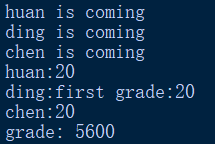 huan is coming
ding is coming
chen is coming
huan:20
ding:first grade:20
chen:20
grade: 5600